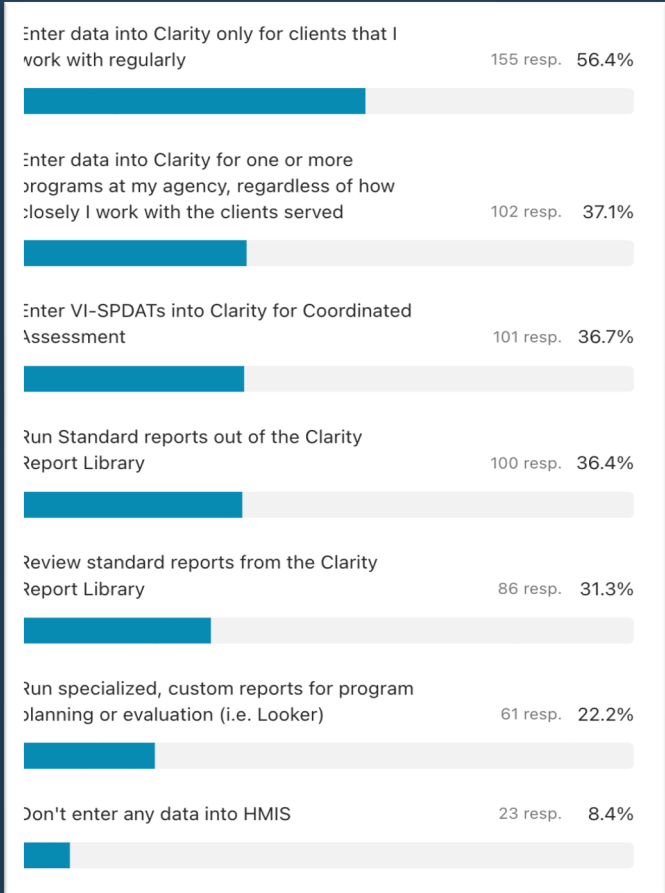 Enter data into Clarity only for clients that I
work with regularly
155 resp. 56.4%
Enter data into Clarity for one or more
programs at my agency, regardless of how
closely I work with the clients served
102 resp. 37.1%
Enter VI-SPDATs into Clarity for Coordinated
Assessment
101 resp. 36.7%
Run Standard reports out of the Clarity
Report Library
100 resp. 36.4%
Review standard reports from the Clarity
Report Library
86 resp. 31.3%
Run specialized, custom reports for program
planning or evaluation (i.e. Looker)
61 resp. 22.2%
Don't enter any data into HMIS
23 resp. 8.4%